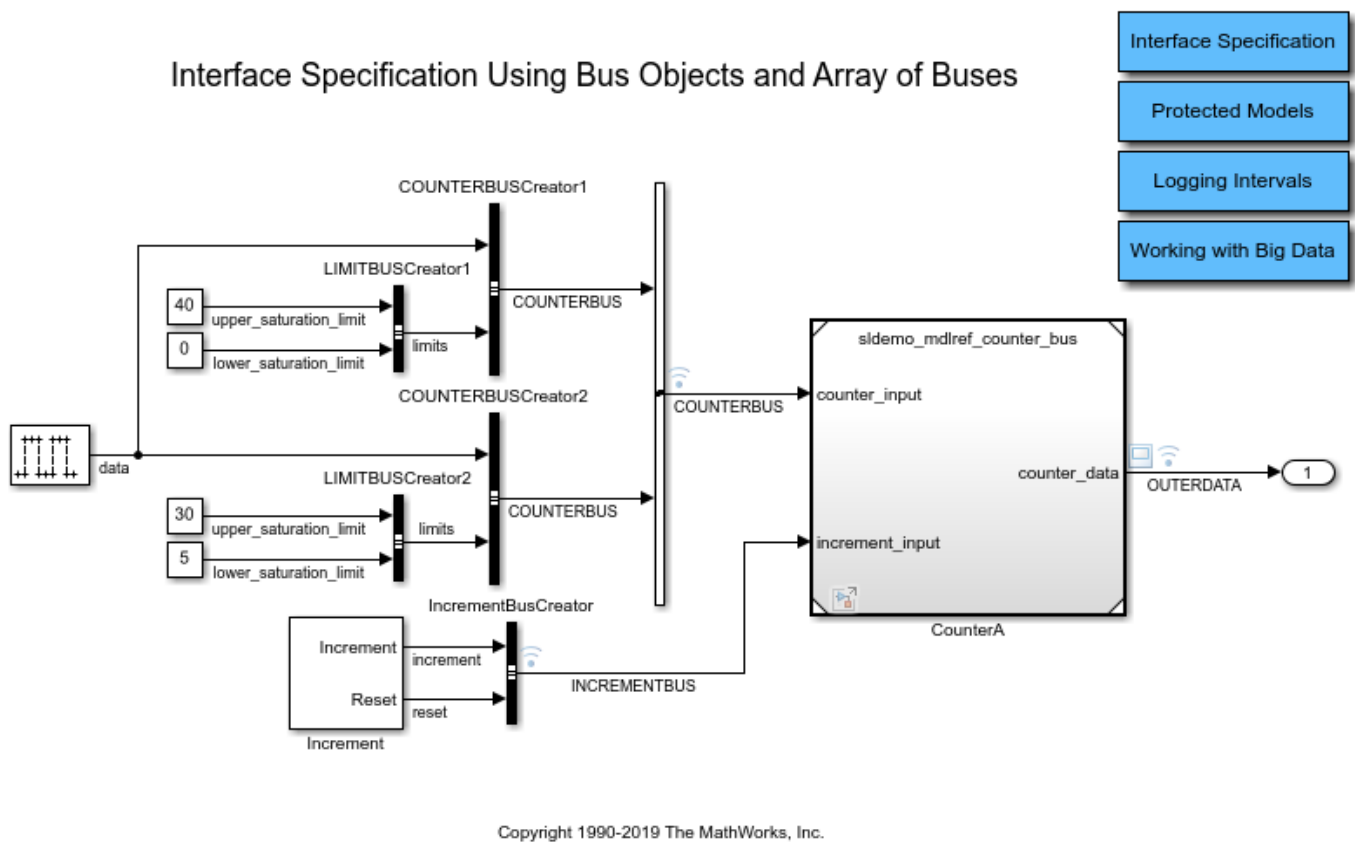 Interface Specification Using Bus Objects and Array of Buses
Interface Specification
Protected Models
Logging Intervals
Working with Big Data
COUNTERBUSCreator1
LIMITBUSCreator1
40
upper_saturation_limit
0
lower_saturation_limit
limits
COUNTERBUS
COUNTERBUSCreator2
data
LIMITBUSCreator2
30
upper_saturation_limit
5
lower_saturation_limit
limits
COUNTERBUS
COUNTERBUS
sldemo_mdlref_counter_bus
counter_input
counter_data
increment_input
CounterA
OUTERDATA
1
IncrementBusCreator
Increment
increment
Reset
reset
Increment
INCREMENTBUS
Copyright 1990-2019 The MathWorks, Inc.